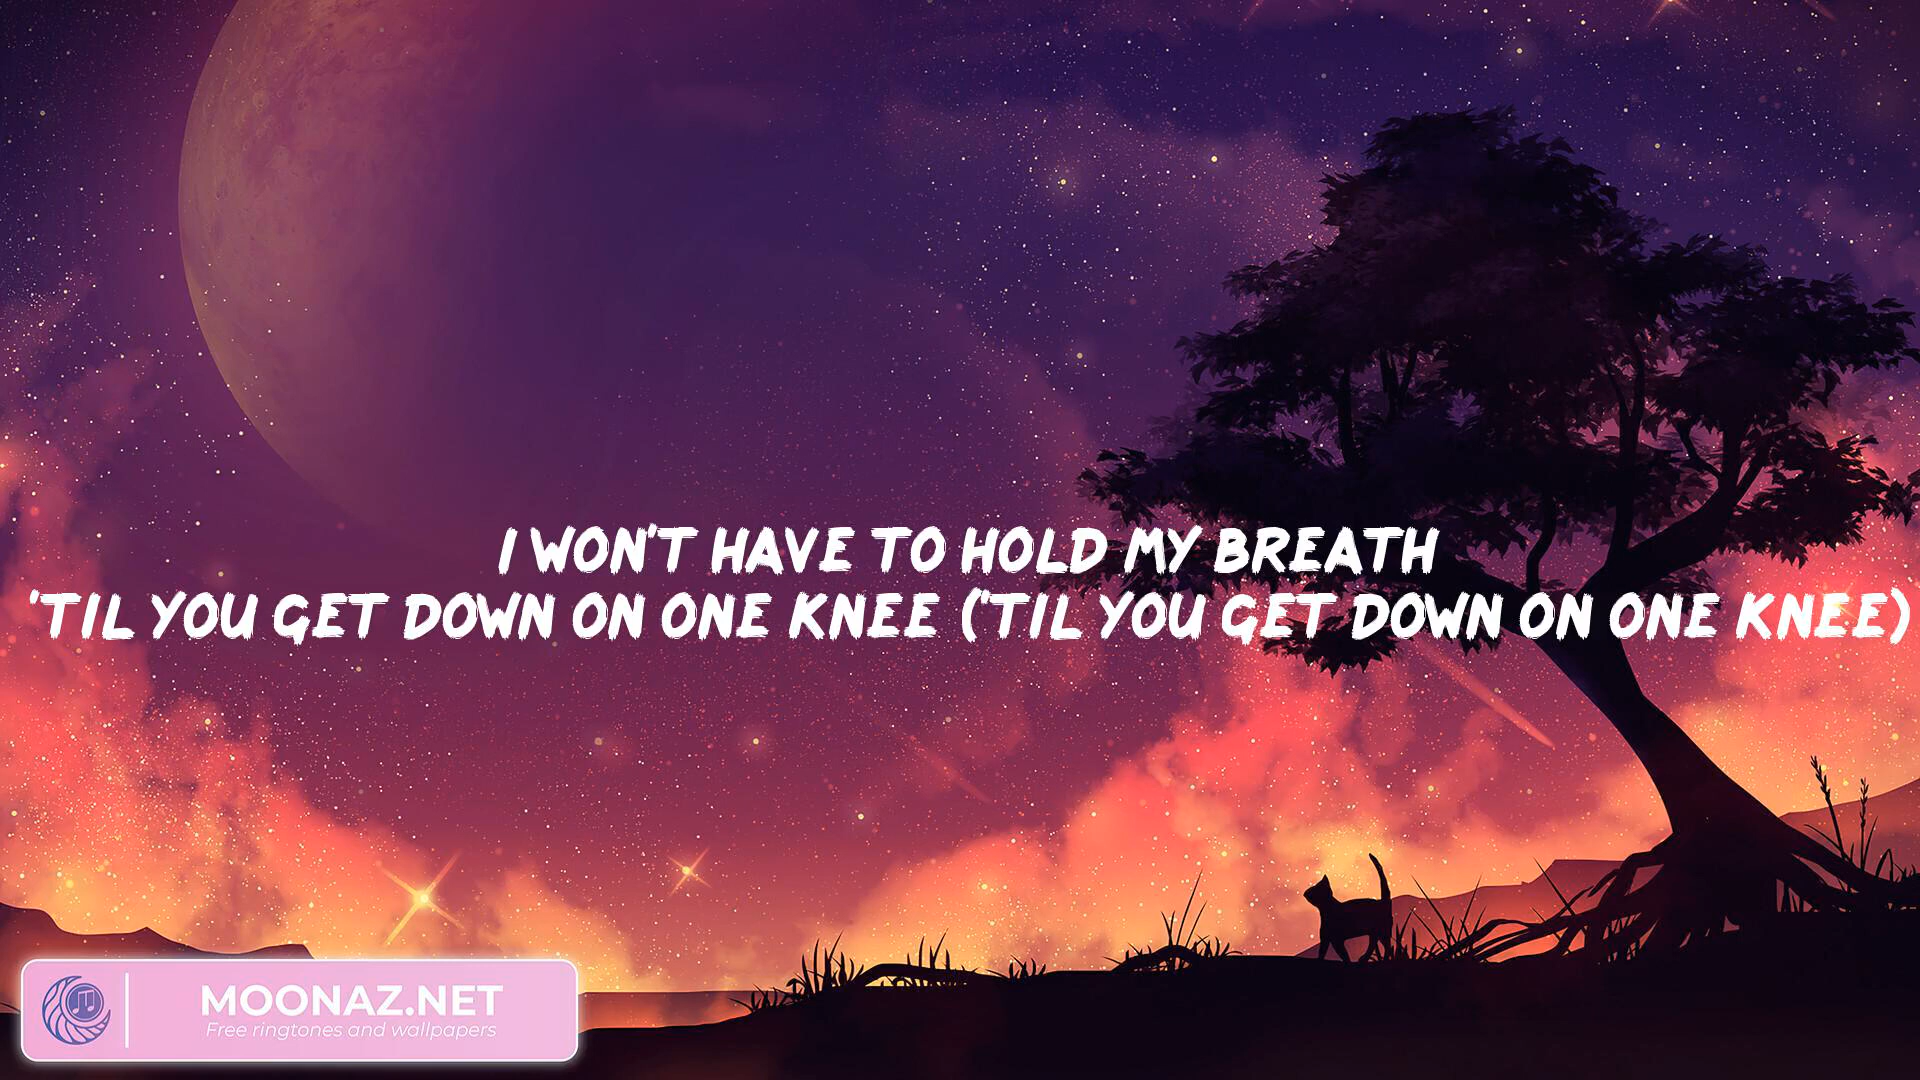 I WON'T HAVE TO HOLD MY BREATH
'TIL YOU GET DOWN ON ONE KNEE ('TIL YOU GET DOWN ON ONE KNEE)
MOONAZ.NET
Free ringtones and wallpapers